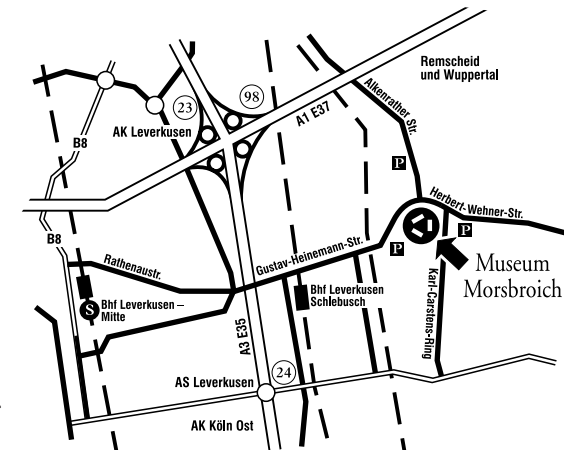 Remscheid
und Wuppertal
98
23
A1 E37
Alkenrather Str.
AK Leverkusen
B8
P
Herbert-Wehner-Str.
P
B8
P
Gustav-Heinemann-Str.
Rathenaustr.
Museum
Morsbroich
Karl-Carstens-Ring
Bhf Leverkusen
Schlebusch
Bhf Leverkusen –
Mitte
S
A3 E35
24
AS Leverkusen
AK Köln Ost